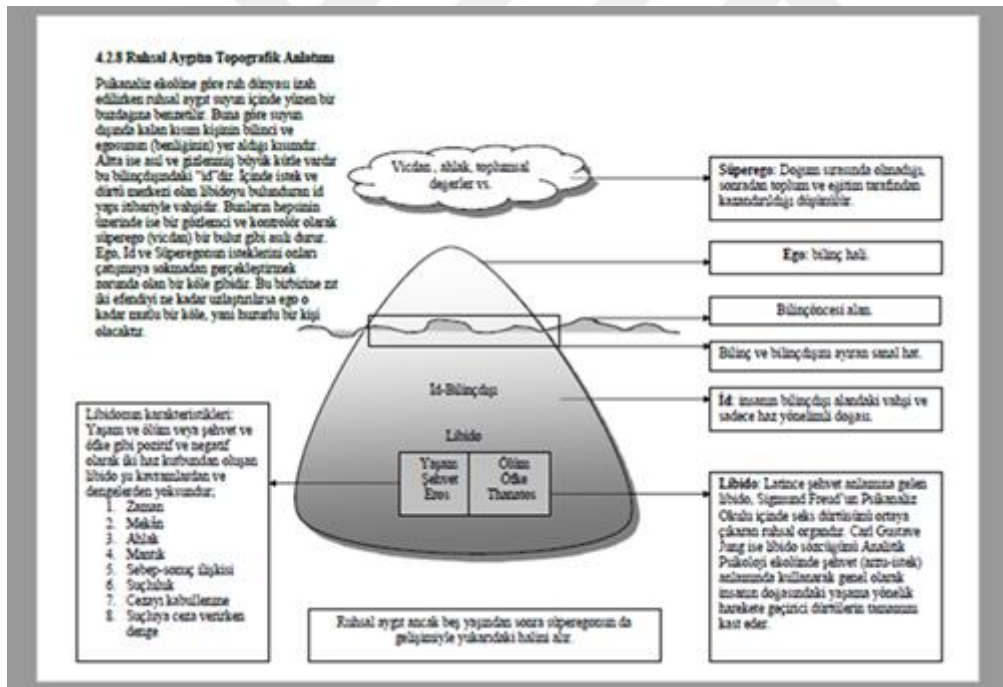 4.2.8 Ruhsal Aygıtın Topografik Anlatımı
Psikanaliz ekolüne göre ruh dünyası izah
edilirken ruhsal aygıt suyun içinde yüzen bir
buzdağına benzetilir. Buna göre suyun
dışında kalan kısım kişinin bilinci ve
egosunun (benliğinin) yer aldığı kısımdır.
Altta ise asıl ve gizlenmiş büyük kütle vardır
bu bilinçdışındaki "id"dir. İçinde istek ve
dürtü merkezi olan libidoyu bulunduran id
yapı itibariyle vahşidir. Bunların hepsinin
üzerinde ise bir gözlemci ve kontrolör olarak
süperego (vicdan) bir bulut gibi asılı durur.
Ego, İd ve Süperegonun isteklerini onları
çatışmaya sokmadan gerçekleştirmek
zorunda olan bir köle gibidir. Bu birbirine zıt
iki efendiyi ne kadar uzlaştırılırsa ego o
kadar mutlu bir köle, yani huzurlu bir kişi
olacaktır.
Vicdan , ahlak, toplumsal
değerler vs.
Süperego: Doğum sırasında olmadığı,
sonradan toplum ve eğitim tarafından
kazandırıldığı düşünülür.
Ego: bilinç hali.
Bilinçöncesi alan.
Bilinç ve bilinçdışını ayıran sanal hat.
İd-Bilinçdışı
İd: insanın bilinçdışı alandaki vahşi ve
sadece haz yönelimli doğası.
Libido
Yaşam
Şehvet
Eros
Ölüm
Öfke
Thanatos
Libidonun karakteristikleri:
Yaşam ve ölüm veya şehvet ve
öfke gibi pozitif ve negatif
olarak iki haz kutbundan oluşan
libido şu kavramlardan ve
dengelerden yoksundur;
1. Zaman
2. Mekân
3. Ahlak
4. Mantık
5. Sebep-sonuç ilişkisi
6. Suçluluk
7. Cezayı kabullenme
8. Suçluya ceza verirken
denge
Libido: Latince şehvet anlamına gelen
libido, Sigmund Freud'un Psikanaliz
Okulu içinde seks dürtüsünü ortaya
çıkaran ruhsal organdır. Carl Gustave
Jung ise libido sözcüğünü Analitik
Psikoloji ekolünde şehvet (arzu-istek)
anlamında kullanarak genel olarak
insanın doğasındaki yaşama yönelik
harekete geçirici dürtülerin tamamını
kast eder.
Ruhsal aygıt ancak beş yaşından sonra süperegonun da
gelişimiyle yukarıdaki halini alır.